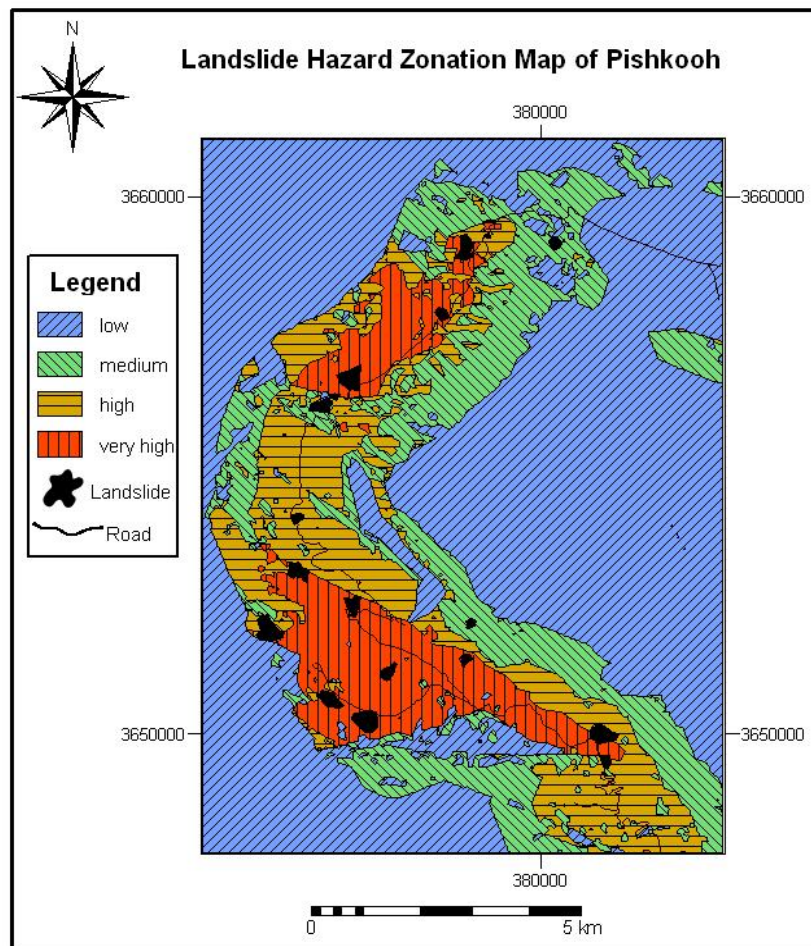 N
Landslide Hazard Zonation Map of Pishkooh
380000
3660000
3660000
Legend
low
medium
high
very high
Landslide
Road
3650000
3650000
380000
0 5 km